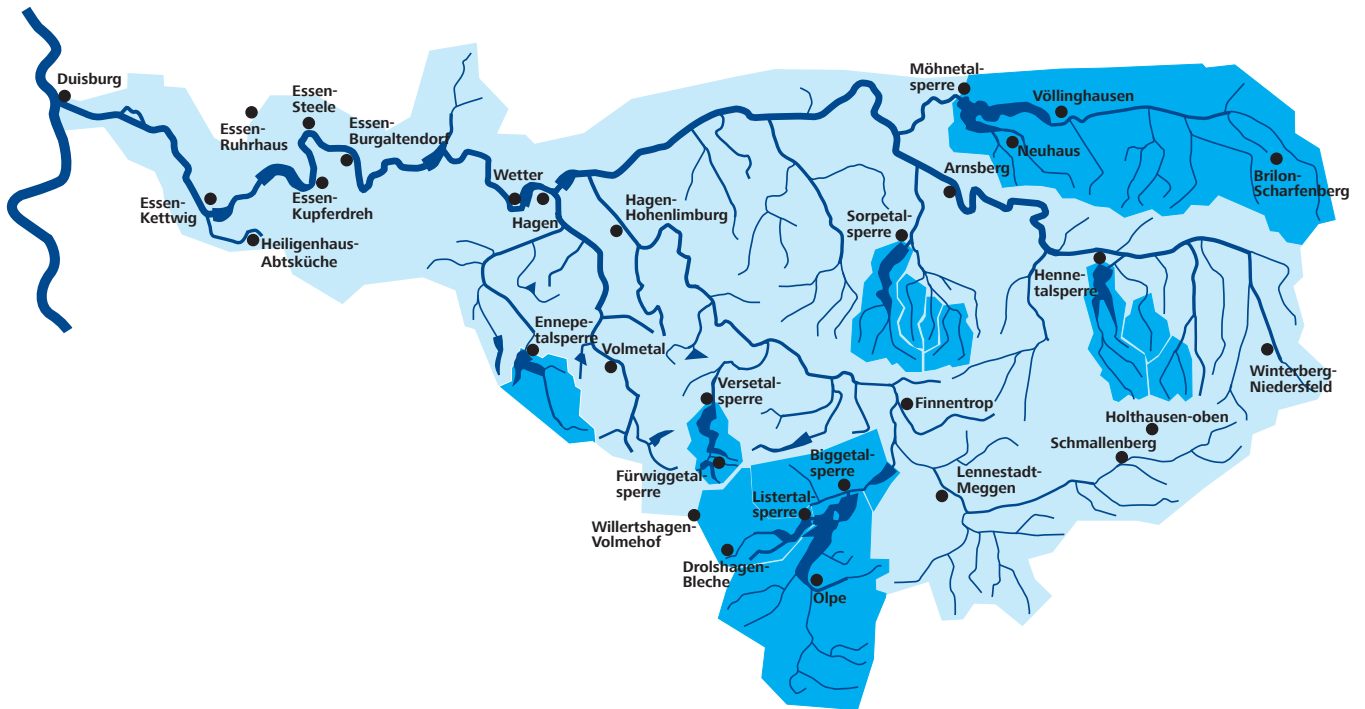 Duisburg
Essen-
Ruhrhaus
Essen-
Steele
Essen-
Burgaltendorf
Essen-
Kettwig
Essen-
Kupferdreh
Heiligenhaus-
Abtsküche
Wetter
Hagen
Hagen-
Hohenlimburg
Möhnetal-
sperre
Völlinghausen
Neuhaus
Brilon-
Scharfenberg
Arnsberg
Sorpetal-
sperre
Henne-
talsperre
Ennepe-
talsperre
Volmetal
Versetal-
sperre
Finnentrop
Winterberg-
Niedersfeld
Holthausen-oben
Schmallenberg
Fürwiggetal-
sperre
Biggetal-
sperre
Listertal-
sperre
Lennestadt-
Meggen
Willertshagen-
Volmehof
Drolshagen-
Bleche
Olpe